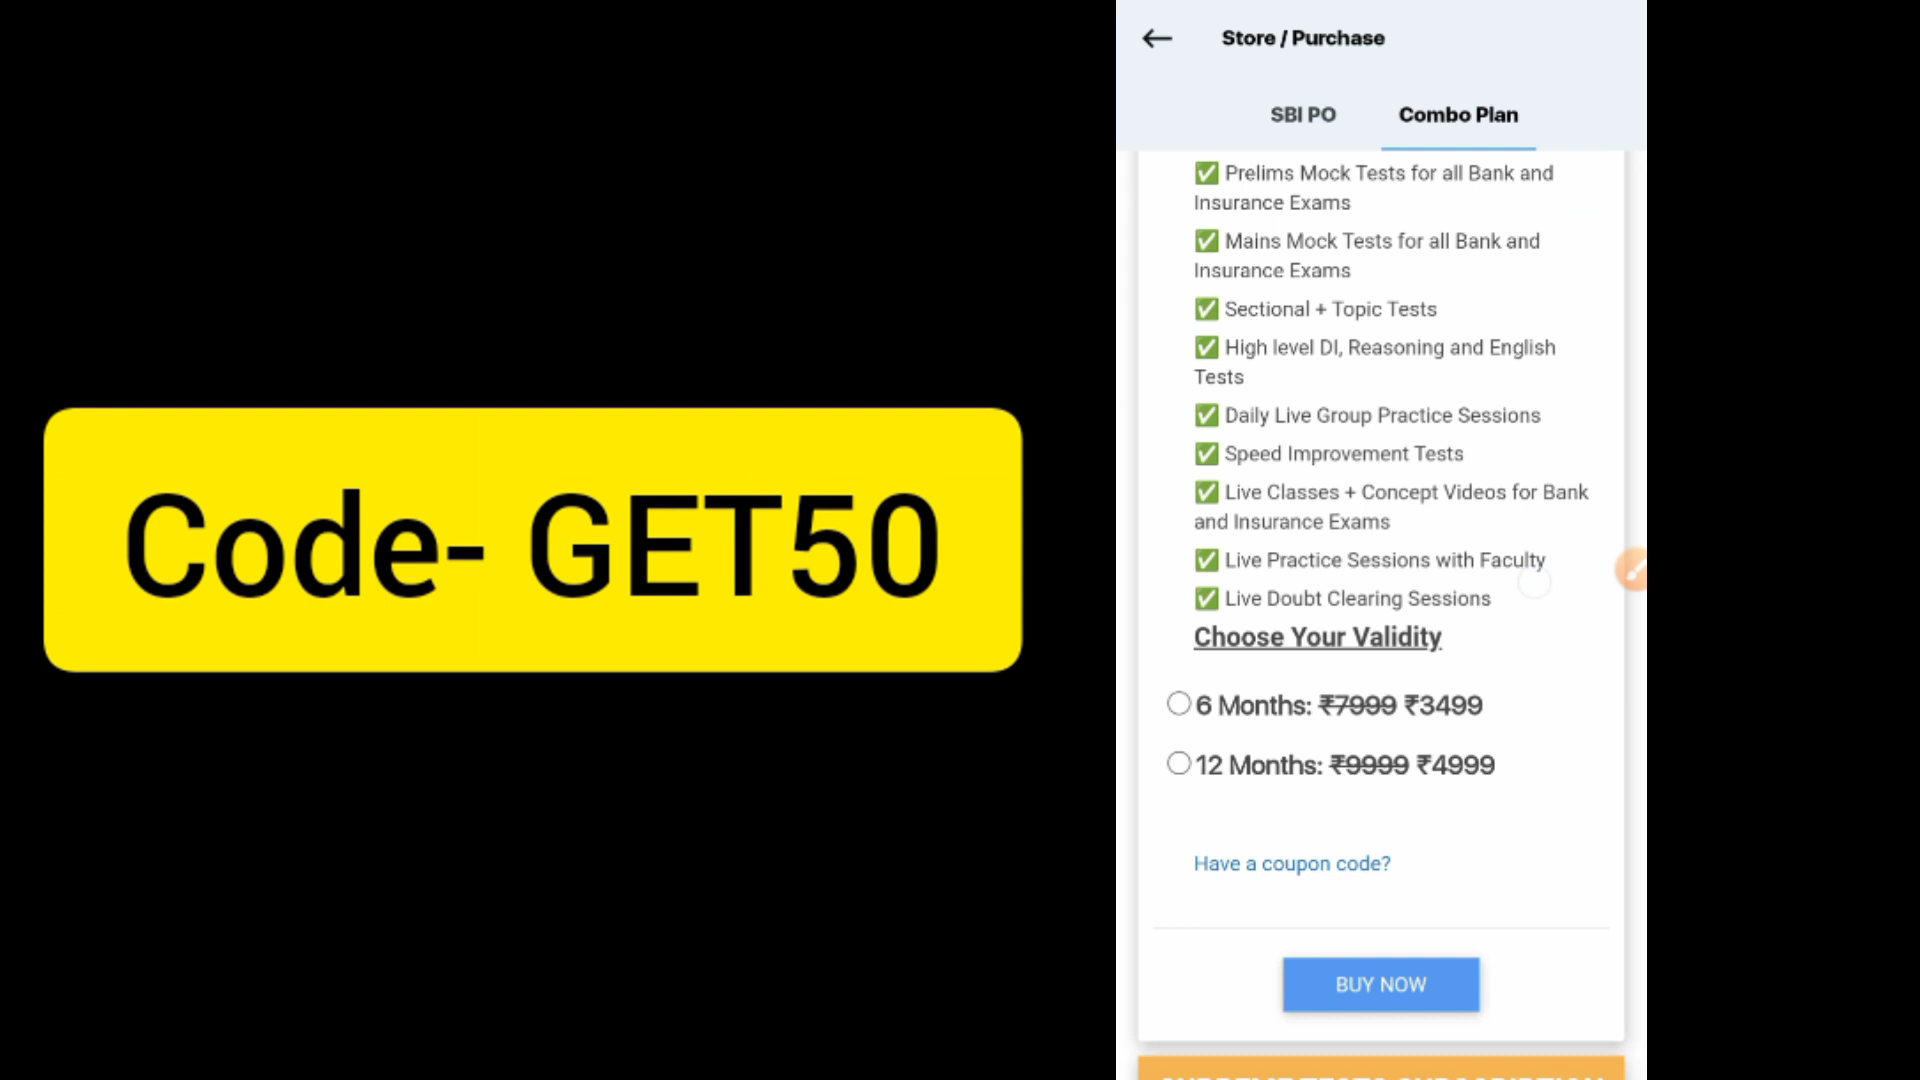 Code- GET50
Store / Purchase
SBI PO
Combo Plan
✅ Prelims Mock Tests for all Bank and
Insurance Exams
✅ Mains Mock Tests for all Bank and
Insurance Exams
✅ Sectional + Topic Tests
✅ High level DI, Reasoning and English
Tests
✅ Daily Live Group Practice Sessions
✅ Speed Improvement Tests
✅ Live Classes + Concept Videos for Bank
and Insurance Exams
✅ Live Practice Sessions with Faculty
✅ Live Doubt Clearing Sessions
Choose Your Validity
6 Months: ₹7999 ₹3499
12 Months: ₹9999 ₹4999
Have a coupon code?
BUY NOW